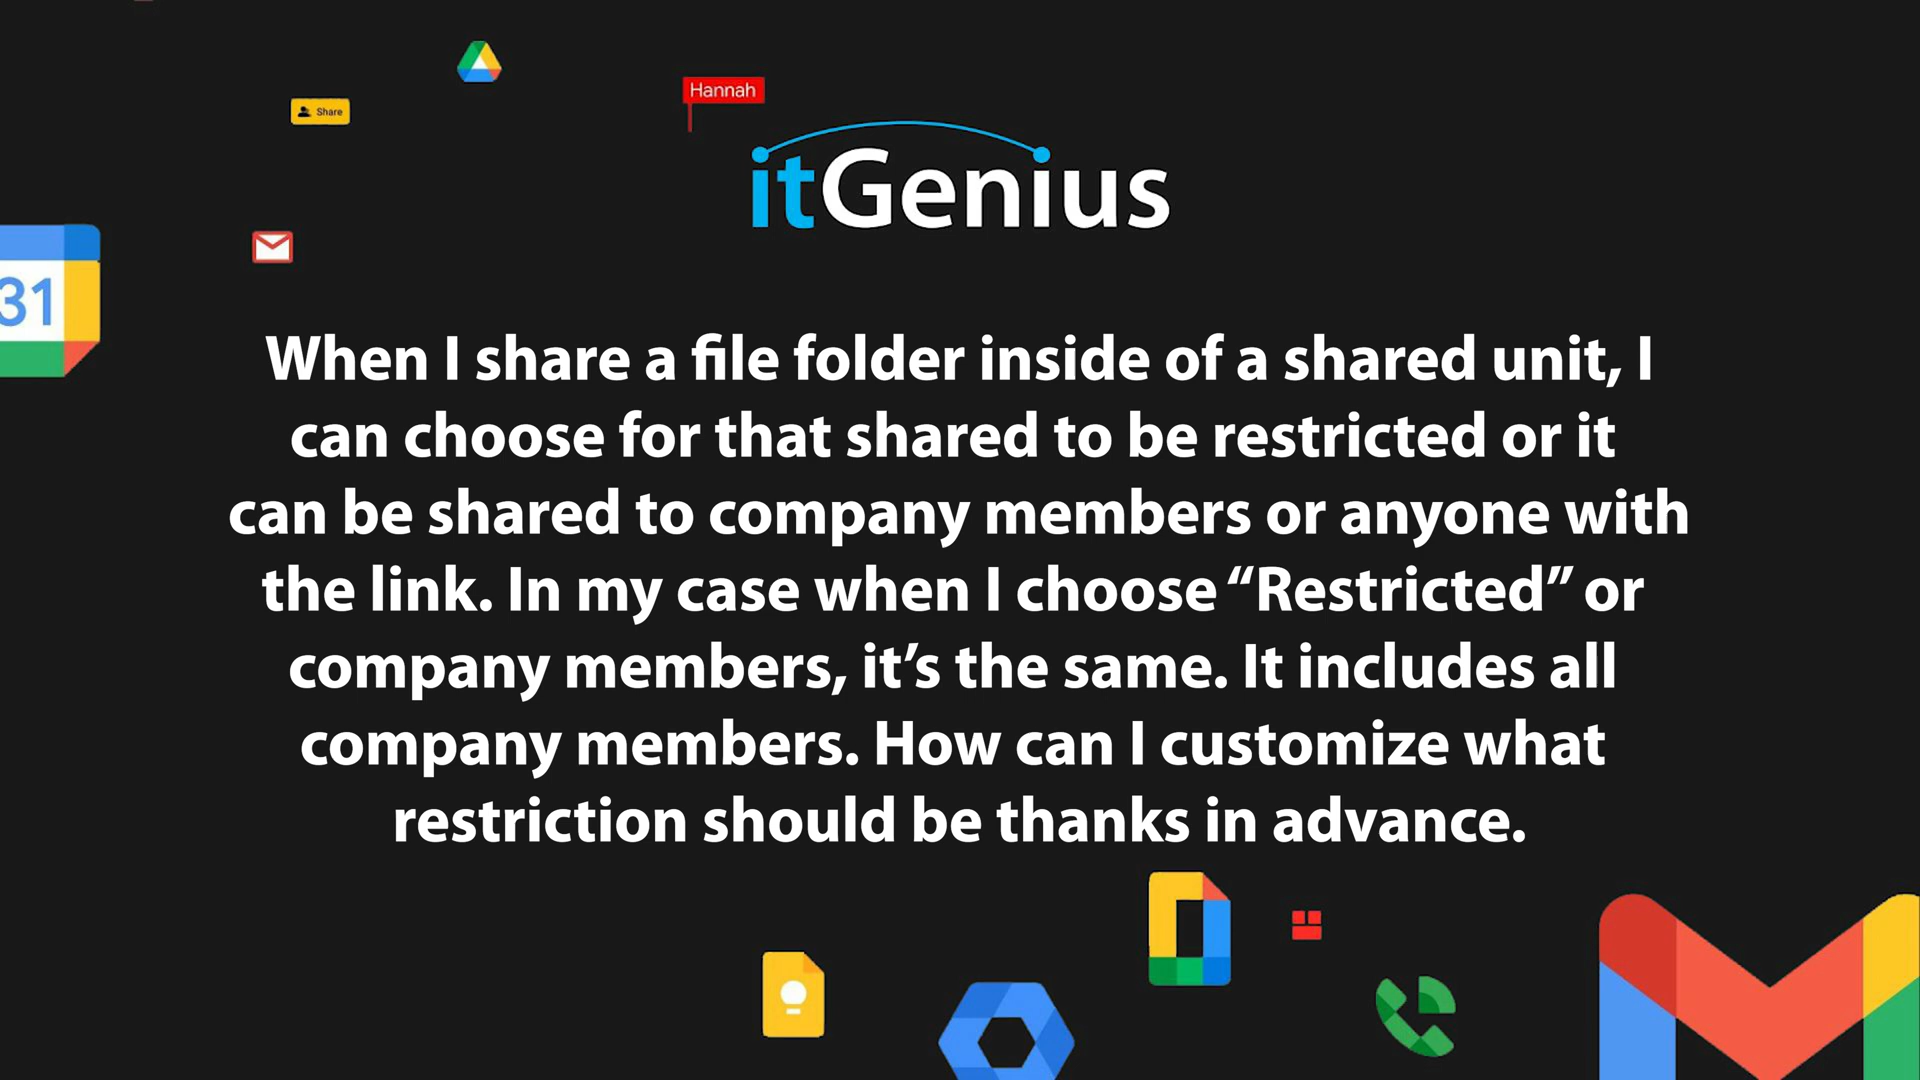 Hannah
Share
itGenius
31
When I share a file folder inside of a shared unit, I
can choose for that shared to be restricted or it
can be shared to company members or anyone with
the link. In my case when I choose “Restricted” or
company members, it’s the same. It includes all
company members. How can I customize what
restriction should be thanks in advance.